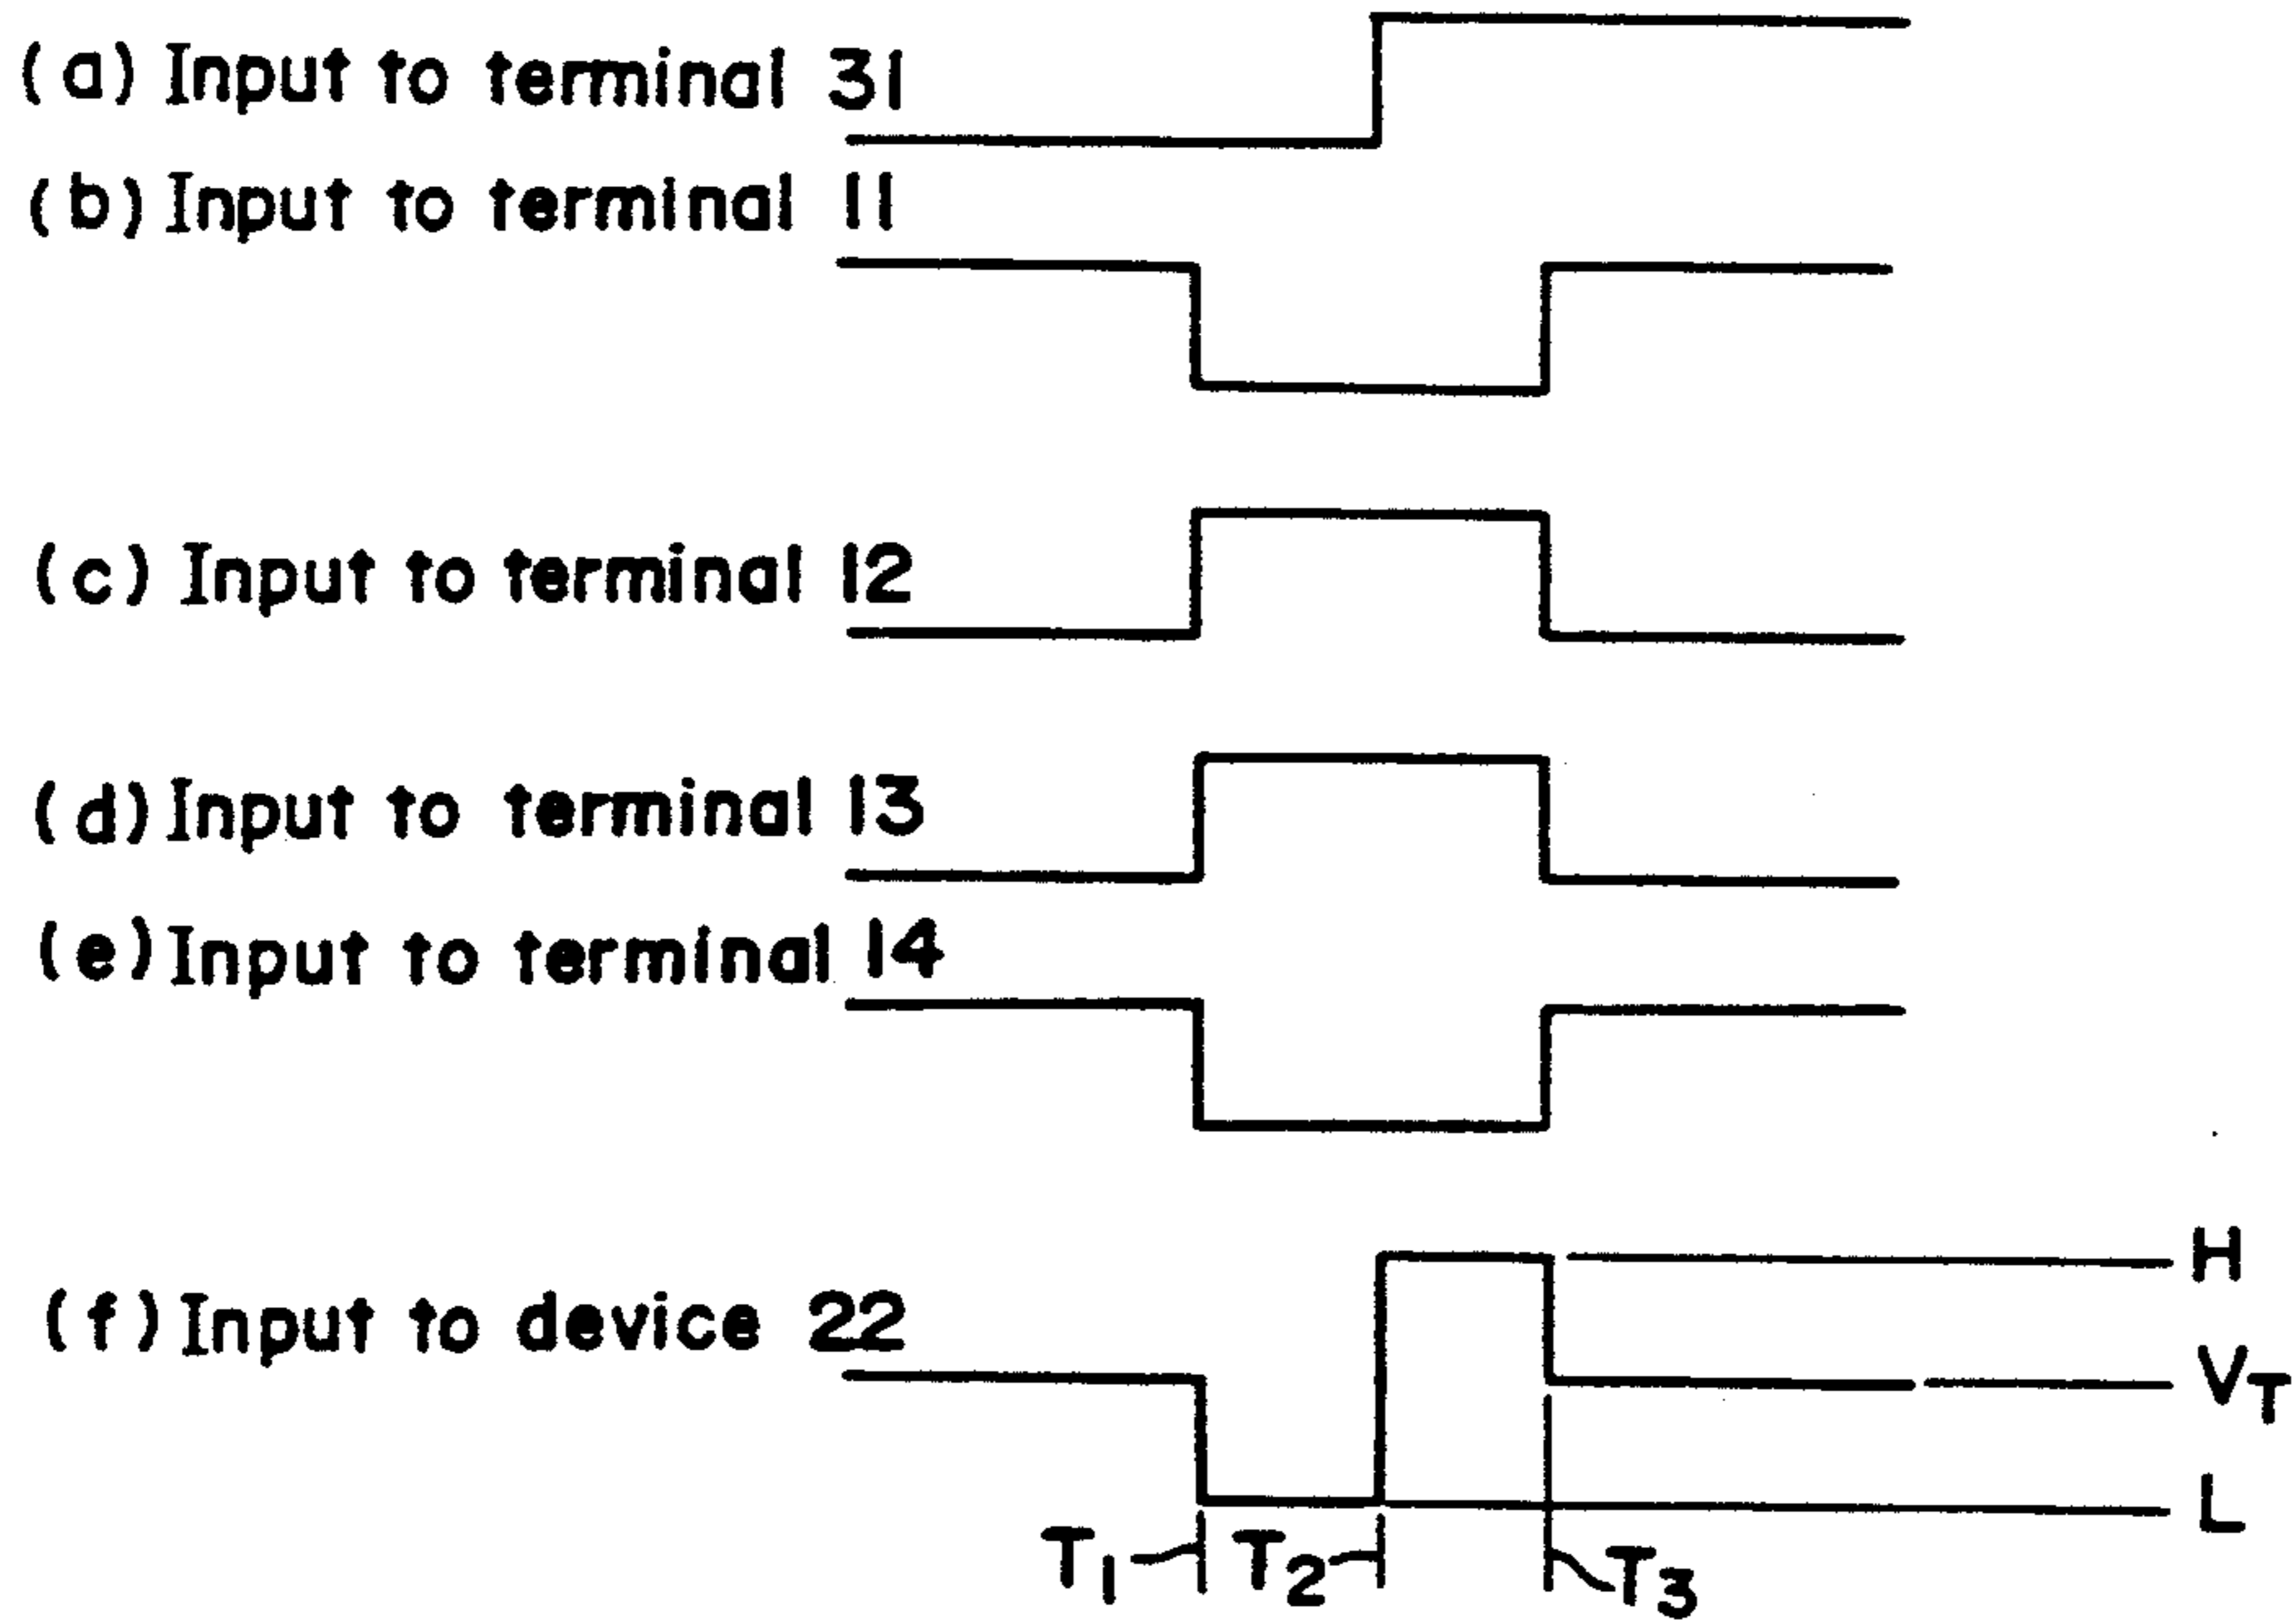 (a) Input to terminal 31
(b) Input to terminal 11
(c) Input to terminal 12
(d) Input to terminal 13
(e) Input to terminal 14
H
(f) Input to device 22
VT
L
T1 T2 T3